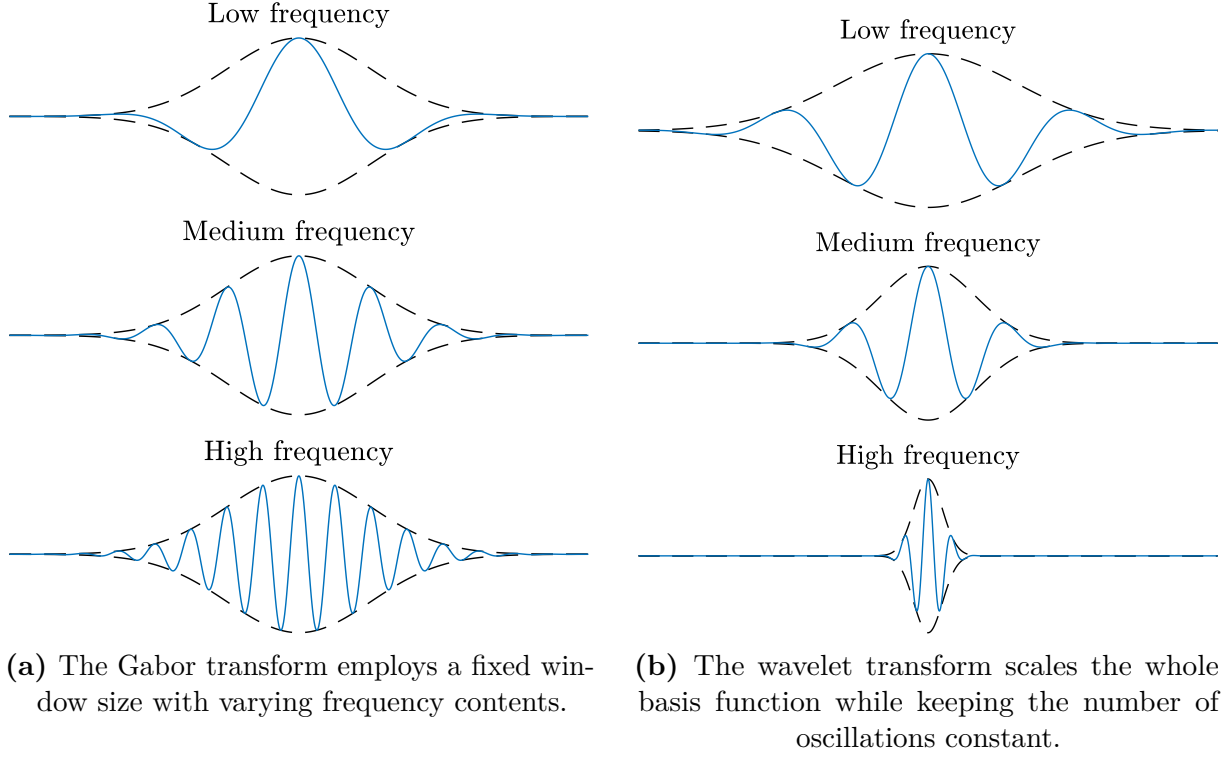 Low frequency
Medium frequency
High frequency
(a) The Gabor transform employs a fixed win-
dow size with varying frequency contents.
Low frequency
Medium frequency
High frequency
(b) The wavelet transform scales the whole
basis function while keeping the number of
oscillations constant.